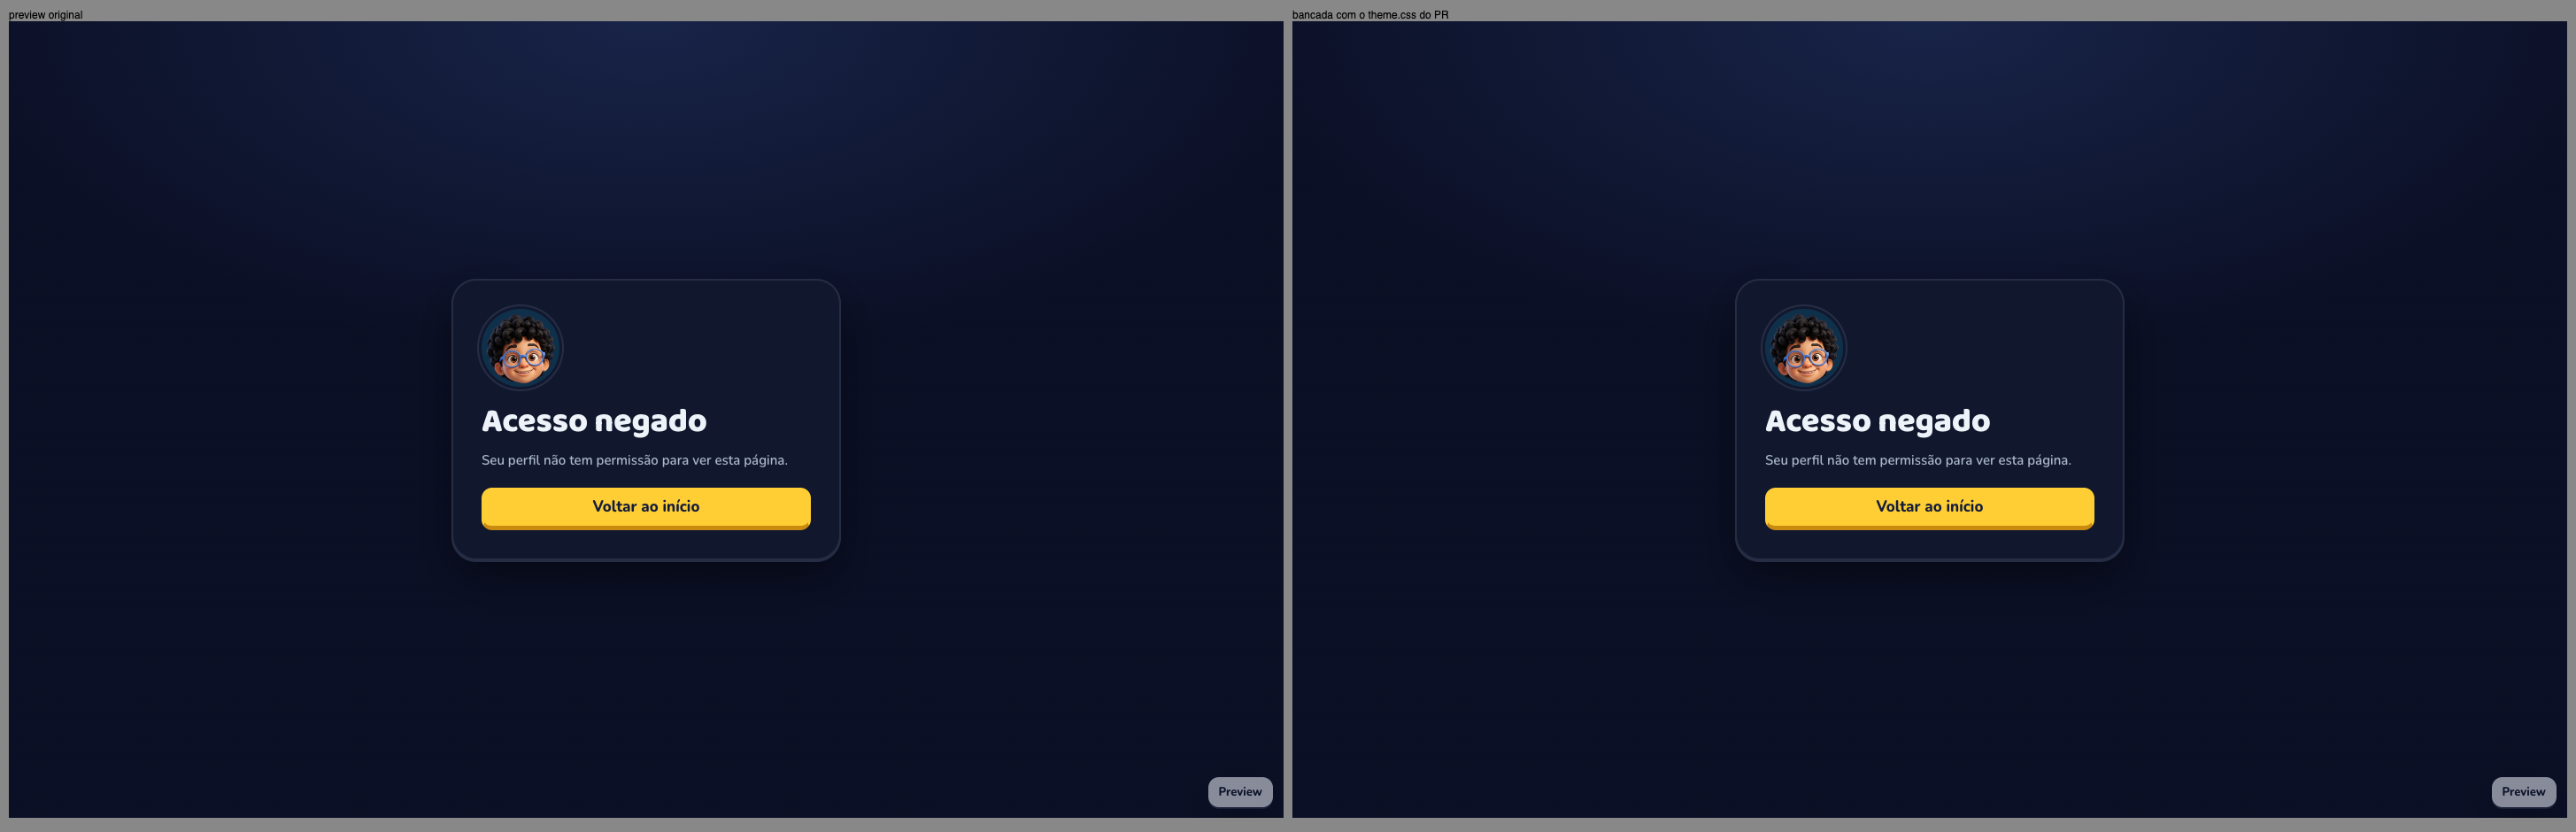 preview original
Acesso negado
Seu perfil não tem permissão para ver esta página.
Voltar ao início
Preview
bancada com o theme.css do PR
Acesso negado
Seu perfil não tem permissão para ver esta página.
Voltar ao início
Preview